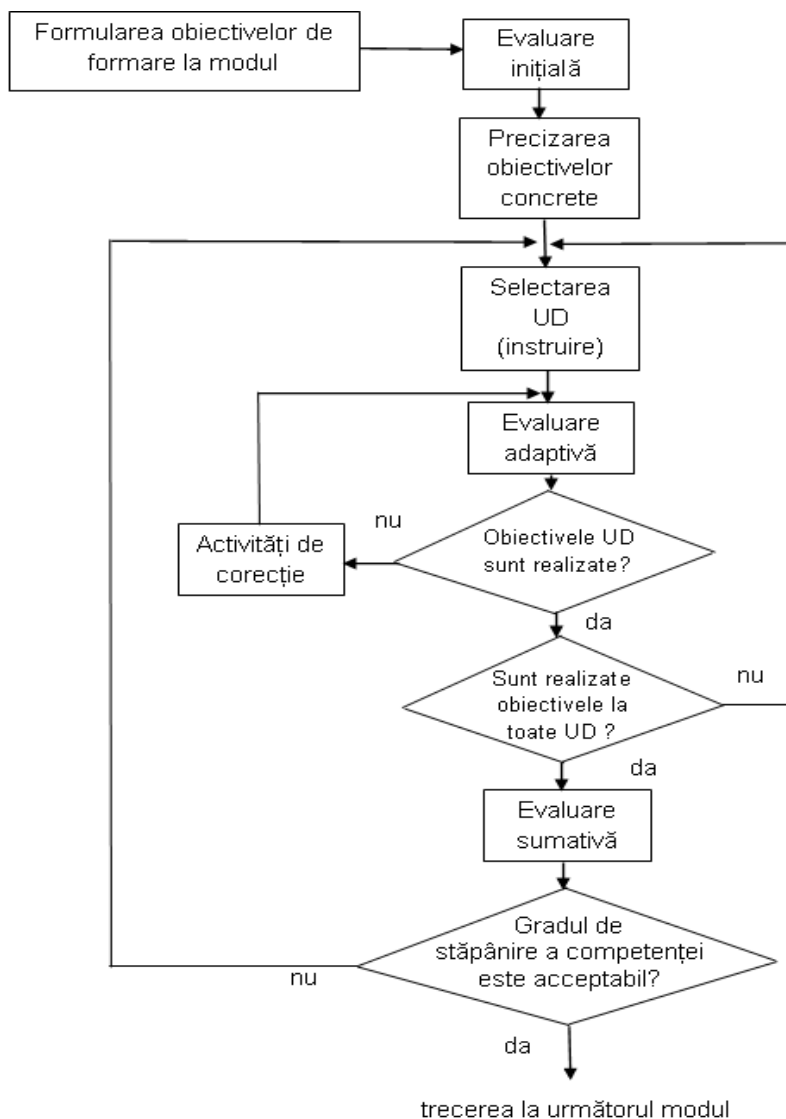 Formularea obiectivelor de
formare la modul
Evaluare
inițială
Precizarea
obiectivelor
concrete
Selectarea
UD
(instruire)
Evaluare
adaptivă
nu
Obiectivele UD
sunt realizate?
Activități de
corecție
da
Sunt realizate
obiectivele la
toate UD ?
nu
da
Evaluare
sumativă
Gradul de
stăpânire a competenței
este acceptabil?
nu
da
trecerea la următorul modul